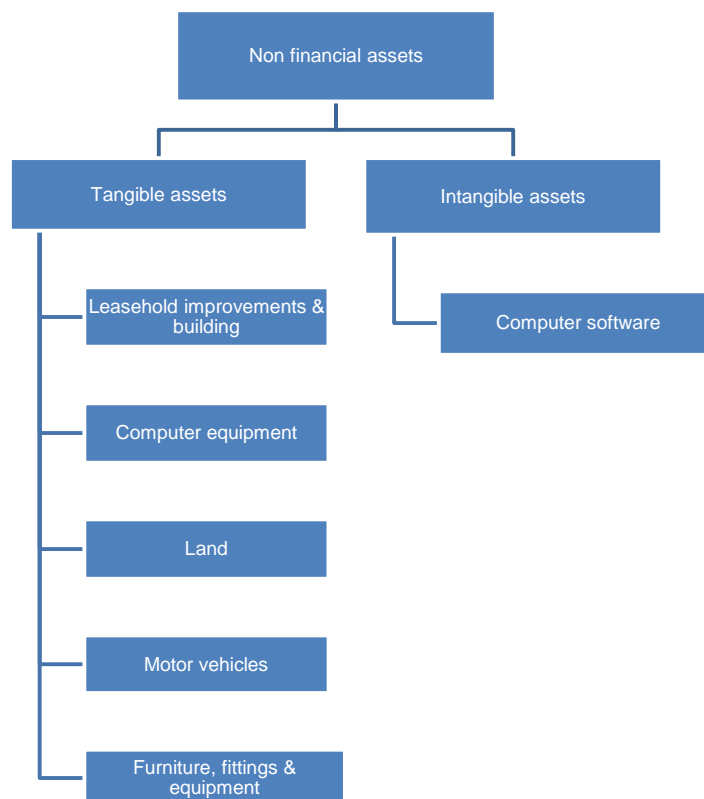 Non financial assets
Tangible assets
Intangible assets
Leasehold improvements &
building
Computer software
Computer equipment
Land
Motor vehicles
Furniture, fittings &
equipment